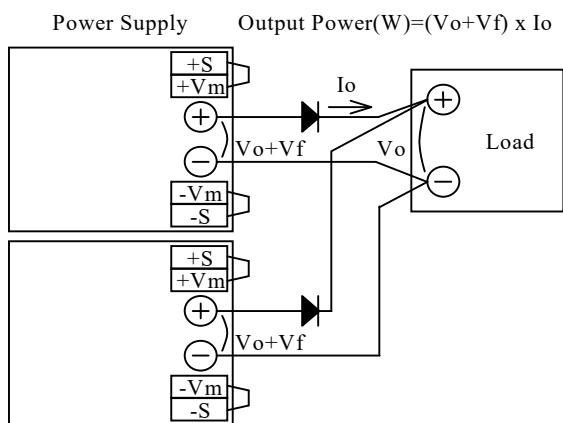 Power Supply Output Power(W)=(Vo+Vf) x Io
+S
+Vm
Io
+
+
Vo+Vf
Vo
Load
−
−
-Vm
-S
+S
+Vm
+
Vo+Vf
−
-Vm
-S